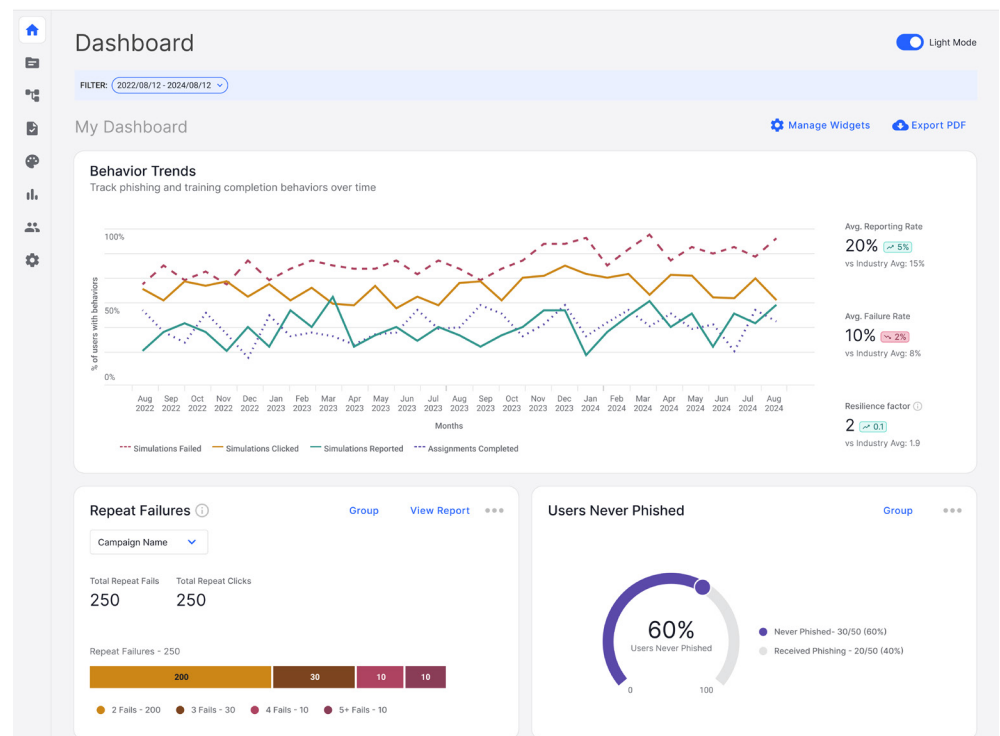 Dashboard
Light Mode
FILTER: 2022/08/12 - 2024/08/12
My Dashboard
Manage Widgets
Export PDF
Behavior Trends
Track phishing and training completion behaviors over time
100%
50%
0%
% of users with behaviors
Aug 2022
Sep 2022
Oct 2022
Nov 2022
Dec 2022
Jan 2023
Feb 2023
Mar 2023
Apr 2023
May 2023
Jun 2023
Jul 2023
Aug 2023
Sep 2023
Oct 2023
Nov 2023
Dec 2023
Jan 2024
Feb 2024
Mar 2024
Apr 2024
May 2024
Jun 2024
Jul 2024
Aug 2024
Months
Simulations Failed
Simulations Clicked
Simulations Reported
Assignments Completed
Avg. Reporting Rate
20% 5%
vs Industry Avg: 15%
Avg. Failure Rate
10% 2%
vs Industry Avg: 8%
Resilience factor
2 0.1
vs Industry Avg: 1.9
Repeat Failures
Group
View Report
Campaign Name
Total Repeat Fails
250
Total Repeat Clicks
250
Repeat Failures - 250
200
30
10
10
2 Fails - 200
3 Fails - 30
4 Fails - 10
5+ Fails - 10
Users Never Phished
Group
60%
Users Never Phished
0
100
Never Phished- 30/50 (60%)
Received Phishing - 20/50 (40%)